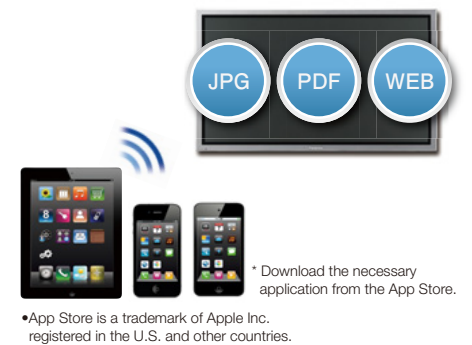 JPG PDF WEB
* Download the necessary
application from the App Store.
•App Store is a trademark of Apple Inc.
registered in the U.S. and other countries.